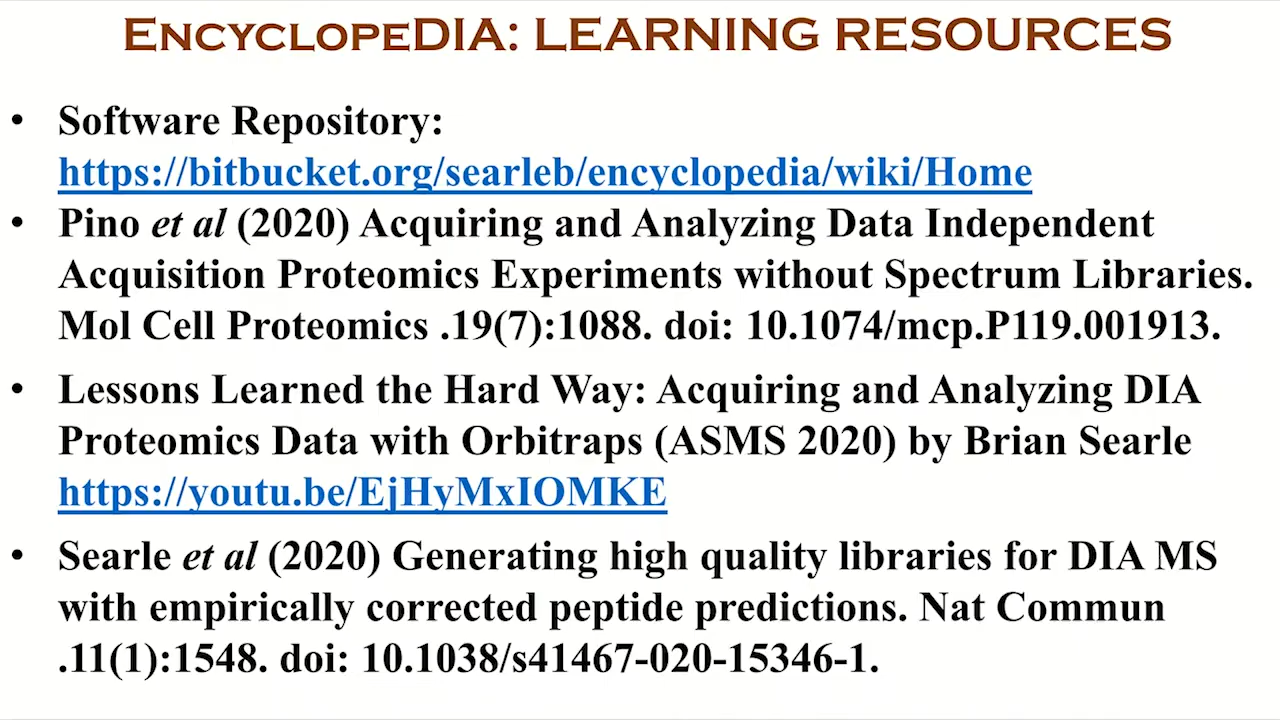 ENCYCLOPEDIA: LEARNING RESOURCES
• Software Repository:
https://bitbucket.org/searleb/encyclopedia/wiki/Home
• Pino et al (2020) Acquiring and Analyzing Data Independent
Acquisition Proteomics Experiments without Spectrum Libraries.
Mol Cell Proteomics .19(7):1088. doi: 10.1074/mcp.P119.001913.
• Lessons Learned the Hard Way: Acquiring and Analyzing DIA
Proteomics Data with Orbitraps (ASMS 2020) by Brian Searle
https://youtu.be/EjHyMxIOMKE
• Searle et al (2020) Generating high quality libraries for DIA MS
with empirically corrected peptide predictions. Nat Commun
.11(1):1548. doi: 10.1038/s41467-020-15346-1.